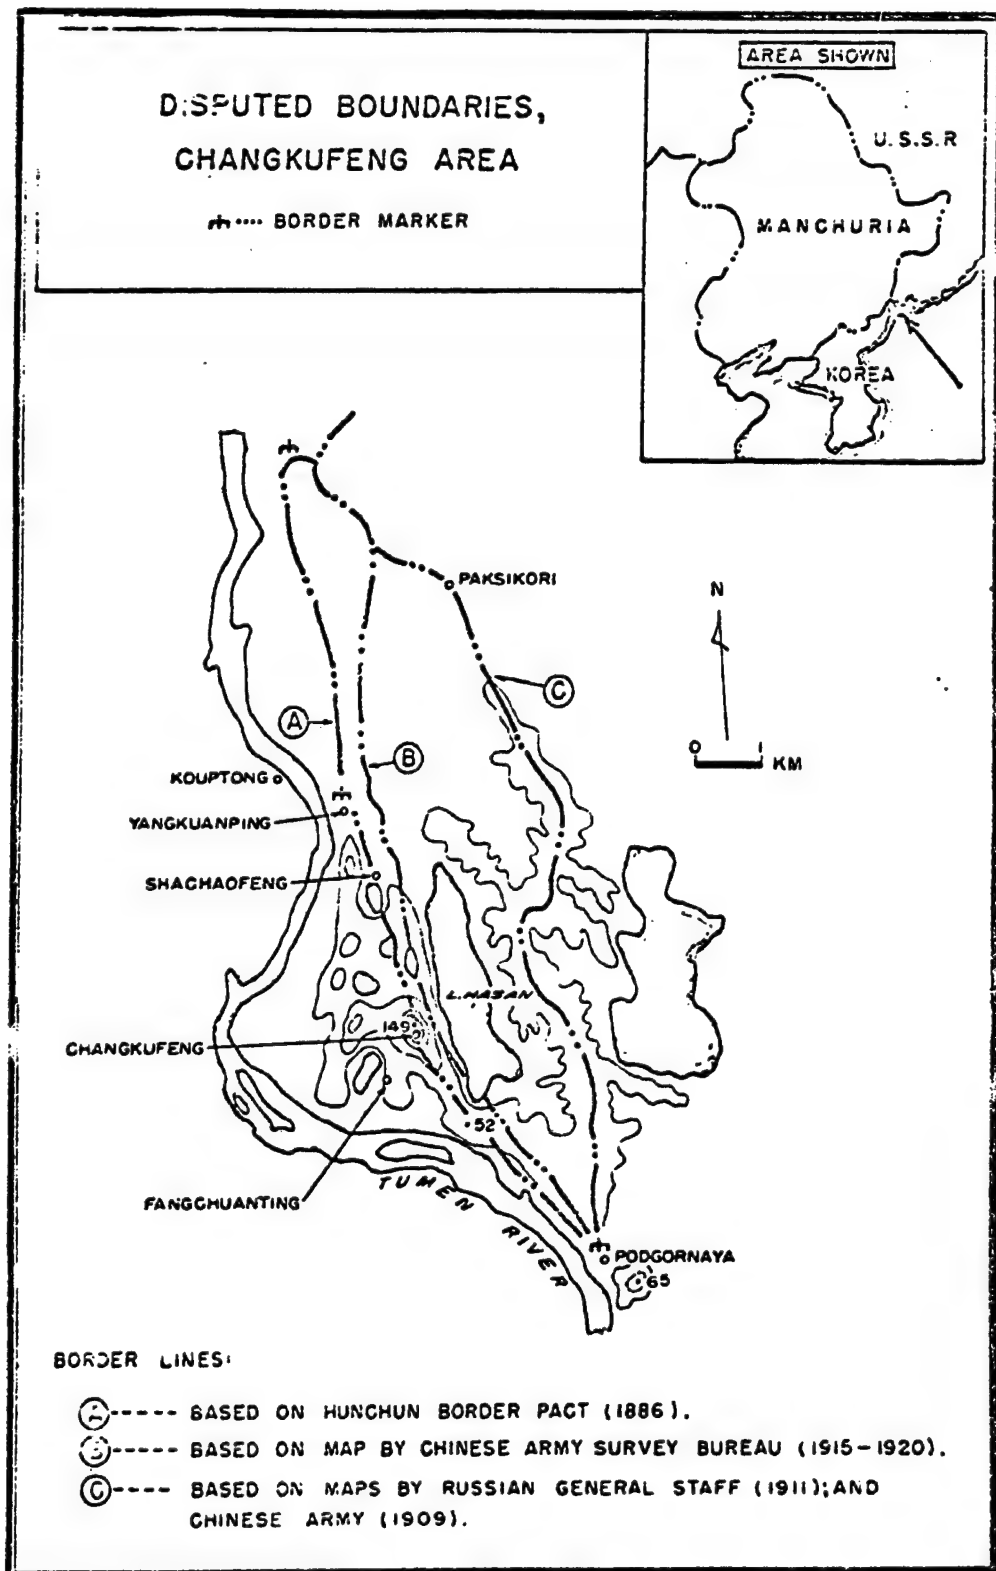 DISPUTED BOUNDARIES,
CHANGKUFENG AREA
BORDER MARKER
AREA SHOWN
U.S.S.R
MANCHURIA
KOREA
PAKSIKORI
N
C
A
B
O I
KM
KOUPTONG
YANGKUANPING
SHACHAOFENG
L.HASAN
149
CHANGKUFENG
52
FANGCHUANTING
TUMEN RIVER
PODGORNAYA
65
BORDER LINES:
A ----- BASED ON HUNCHUN BORDER PACT (1886).
B ----- BASED ON MAP BY CHINESE ARMY SURVEY BUREAU (1915-1920).
C ---- BASED ON MAPS BY RUSSIAN GENERAL STAFF (1911);AND
CHINESE ARMY (1909).